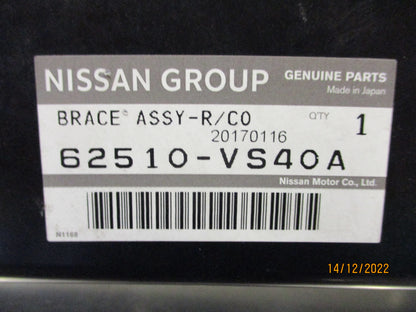 NISSAN GROUP
GENUINE PARTS
Made in Japan
BRACE ASSY-R/CO
QTY 1
20170116
62510-VS40A
Nissan Motor Co., Ltd.
N1188
14/12/2022